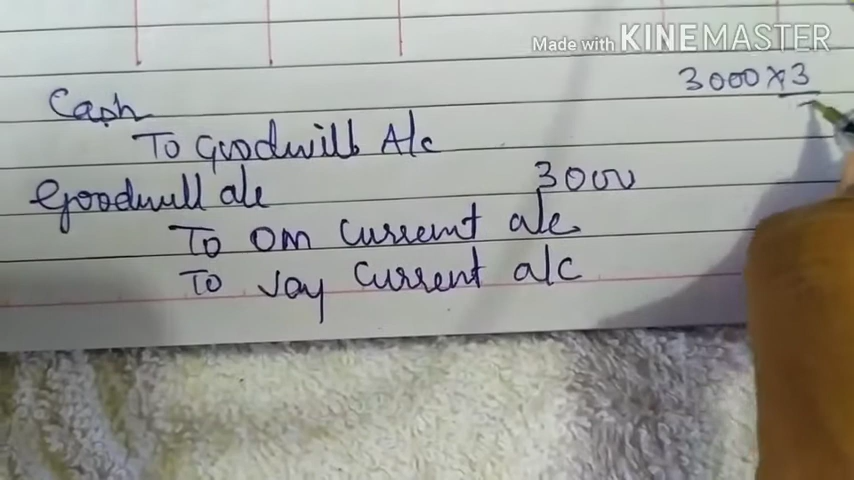 Made with KINEMASTER
3000 x 3
Cash
To goodwill A/c
Goodwill a/c 3000
To Om Current a/c
To Jay Current a/c